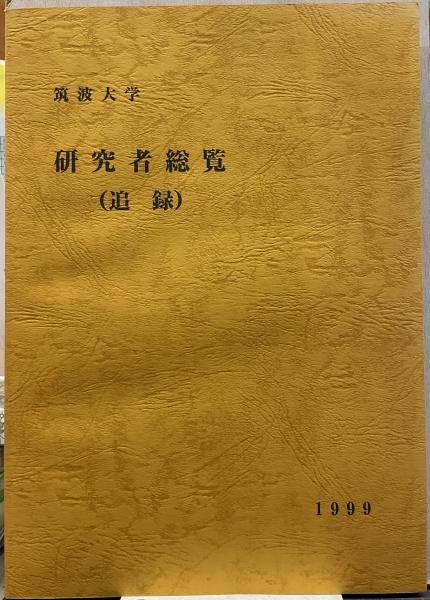 筑波大学
研究者総覧
(追 録)
1999